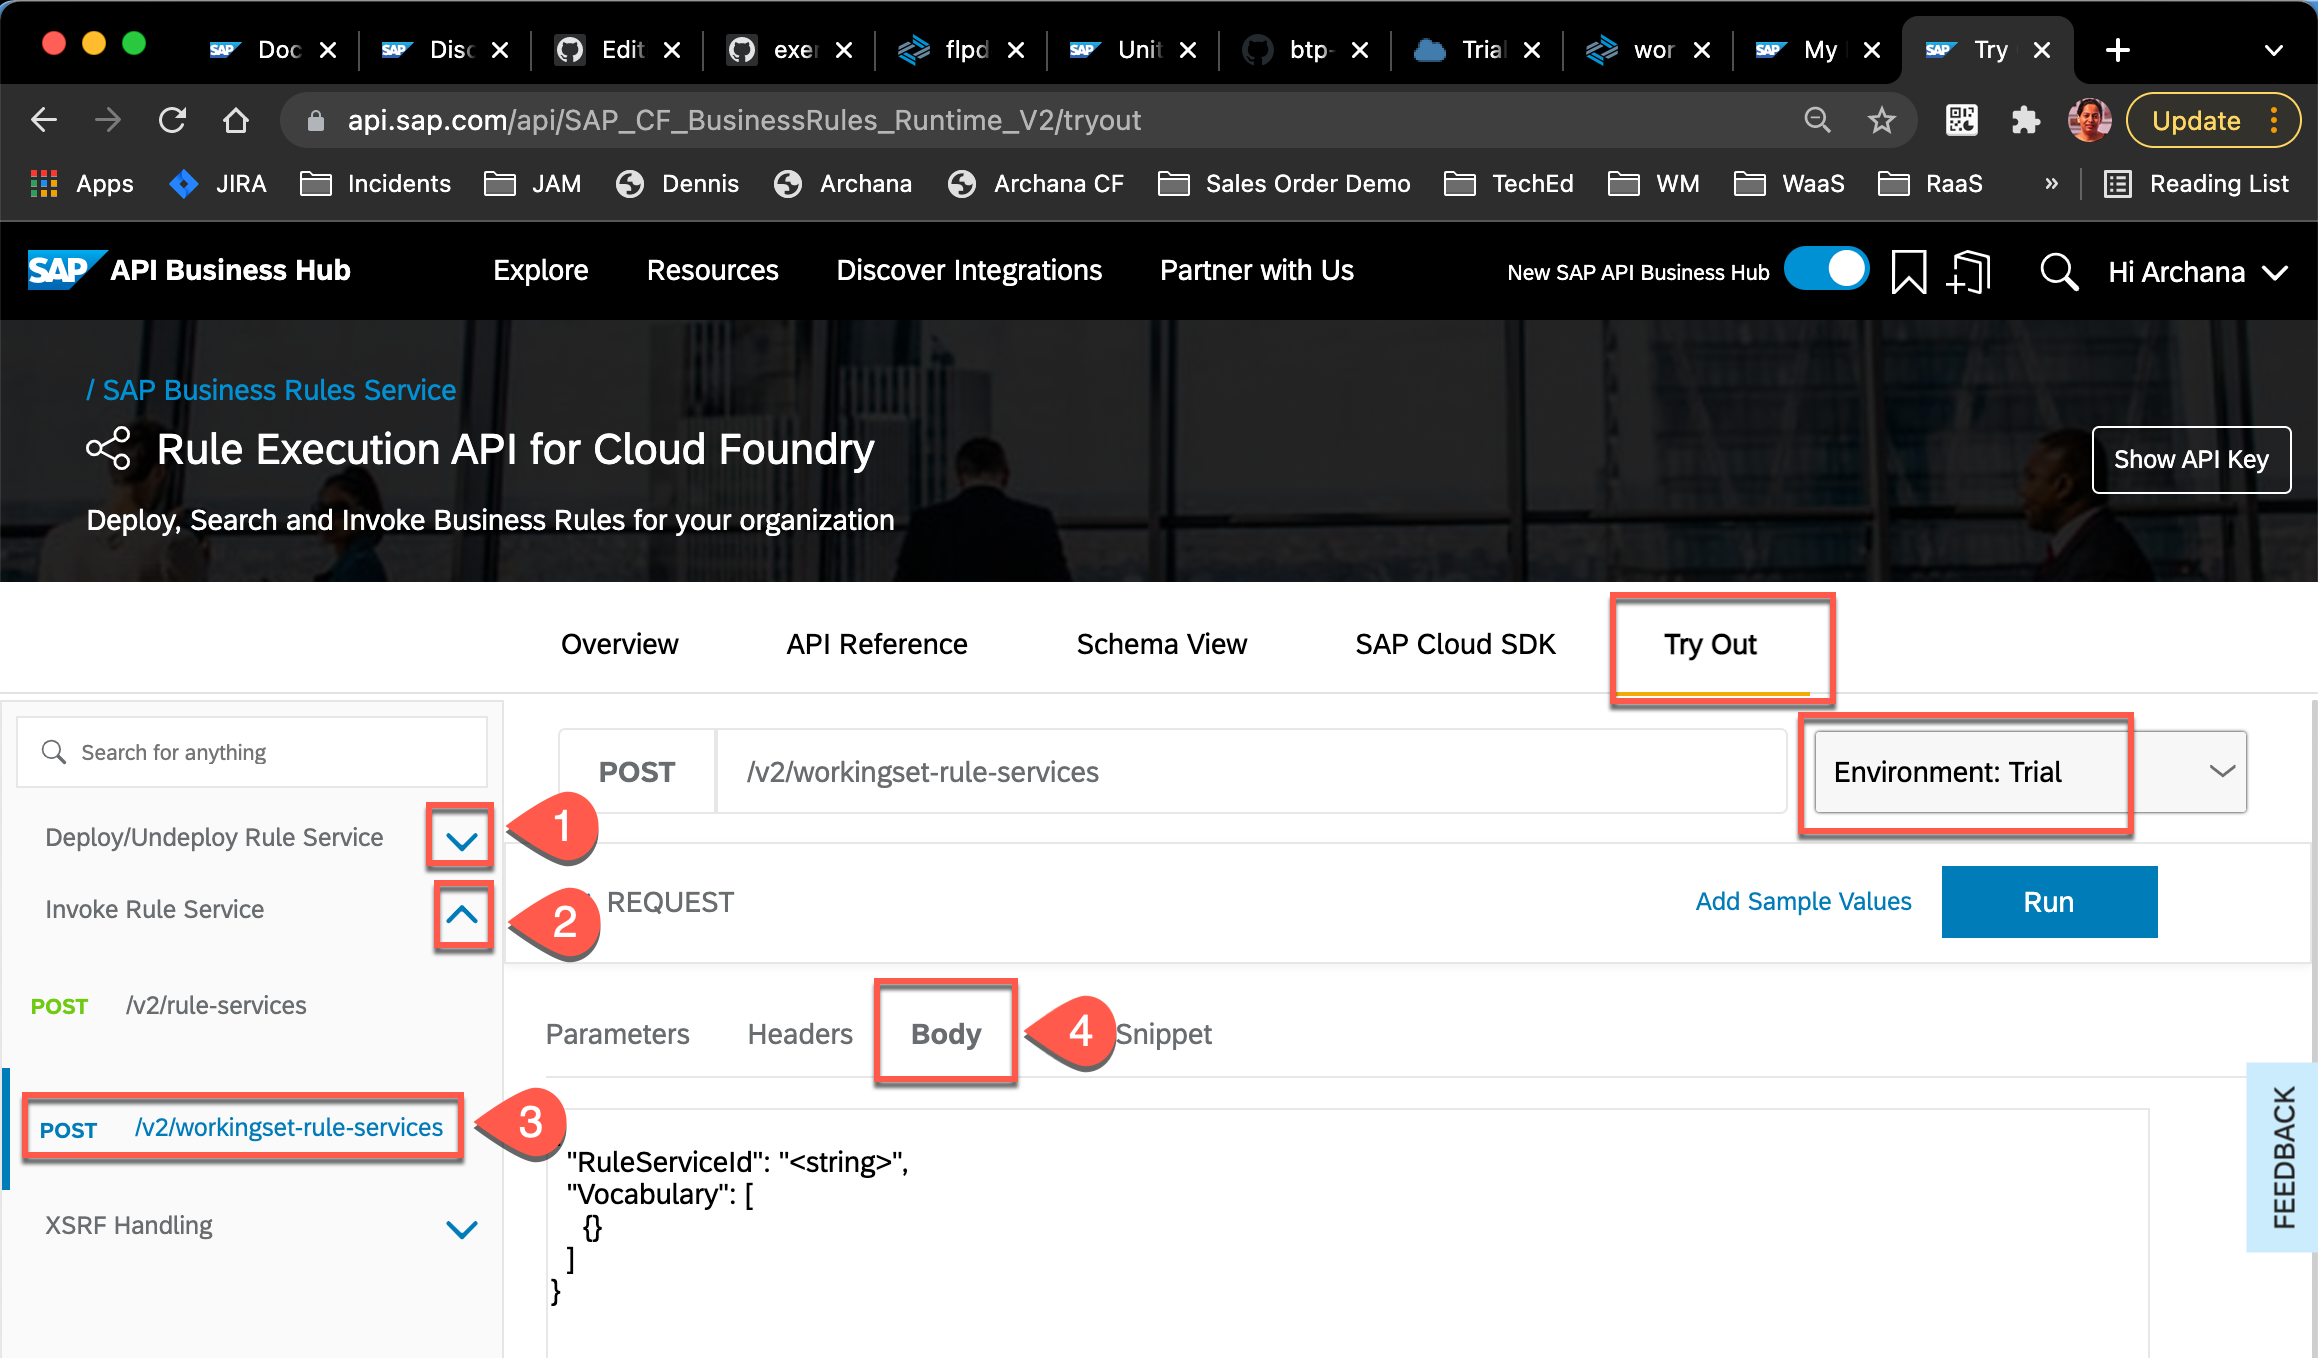 SAP Doc SAP Disc Edit exer flpd SAP Unit btp- Trial wor SAP My SAP Try
api.sap.com/api/SAP_CF_BusinessRules_Runtime_V2/tryout Update
Apps JIRA Incidents JAM Dennis Archana Archana CF Sales Order Demo TechEd WM WaaS RaaS » Reading List
SAP API Business Hub Explore Resources Discover Integrations Partner with Us New SAP API Business Hub Hi Archana
/ SAP Business Rules Service
Rule Execution API for Cloud Foundry
Show API Key
Deploy, Search and Invoke Business Rules for your organization
Overview API Reference Schema View SAP Cloud SDK Try Out
Search for anything
POST /v2/workingset-rule-services Environment: Trial
Deploy/Undeploy Rule Service 1
Invoke Rule Service 2
REQUEST Add Sample Values Run
POST /v2/rule-services
Parameters Headers Body 4 Snippet
POST /v2/workingset-rule-services 3
"RuleServiceId": "<string>",
"Vocabulary": [
{}
]
}
XSRF Handling
FEEDBACK